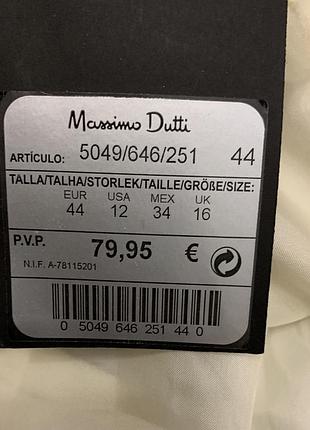 Massimo Dutti
ARTÍCULO: 5049/646/251 44
TALLA/TALHA/STORLEK/TAILLE/GRÖßE/SIZE:
EUR USA MEX UK
44 12 34 16
P.V.P. 79,95 €
N.I.F. A-78115201
0 5049 646 251 44 0